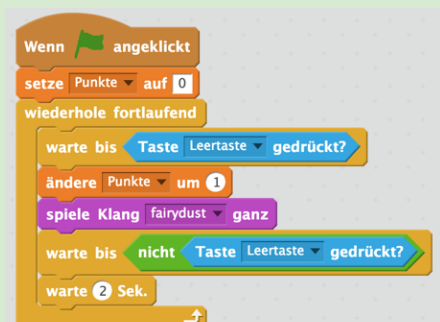 Wenn angeklickt
setze Punkte auf 0
wiederhole fortlaufend
warte bis Taste Leertaste gedrückt?
ändere Punkte um 1
spiele Klang fairydust ganz
warte bis nicht Taste Leertaste gedrückt?
warte 2 Sek.